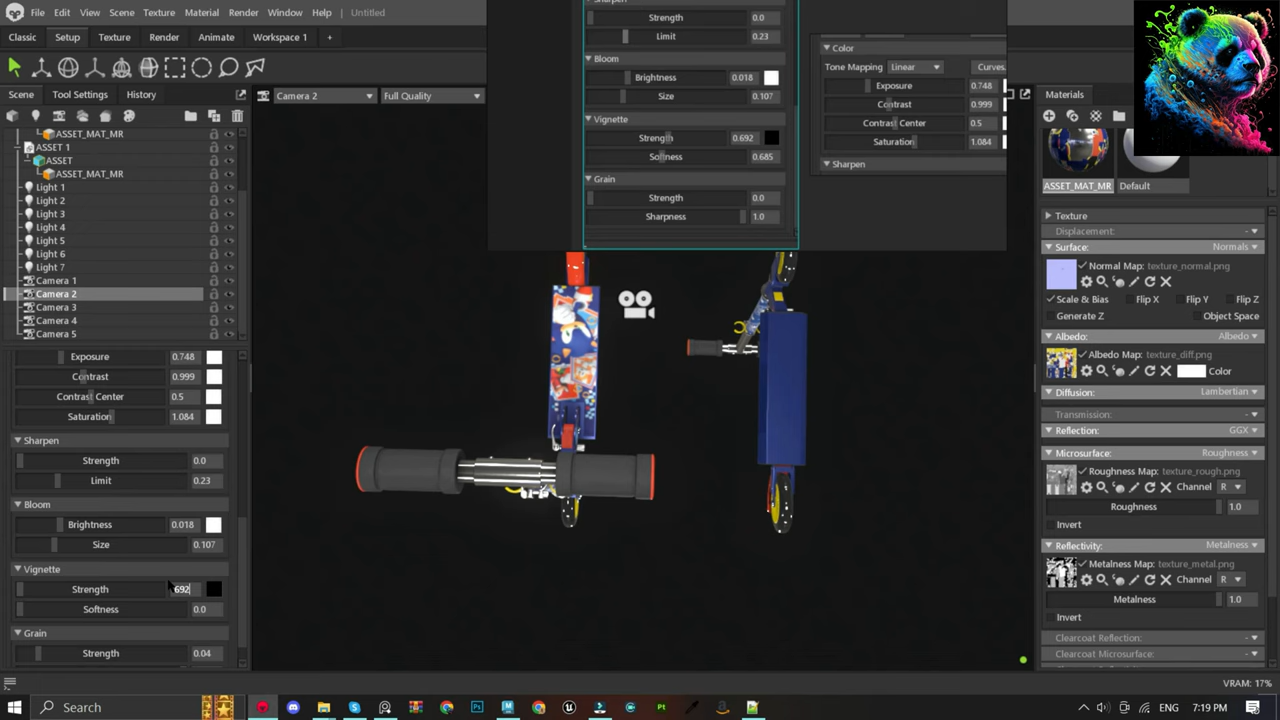 File Edit View Scene Texture Material Render Window Help Untitled
Classic Setup Texture Render Animate Workspace 1 +
Scene Tool Settings History
Camera 2 Full Quality
ASSET_MAT_MR
ASSET 1
ASSET
ASSET_MAT_MR
Light 1
Light 2
Light 3
Light 4
Light 5
Light 6
Light 7
Camera 1
Camera 2
Camera 3
Camera 4
Camera 5
Exposure 0.748
Contrast 0.999
Contrast Center 0.5
Saturation 1.084
Sharpen
Strength 0.0
Limit 0.23
Bloom
Brightness 0.018
Size 0.107
Vignette
Strength 692
Softness 0.0
Grain
Strength 0.04
Strength 0.0
Limit 0.23
Bloom
Brightness 0.018
Size 0.107
Vignette
Strength 0.692
Softness 0.685
Grain
Strength 0.0
Sharpness 1.0
Color
Tone Mapping Linear Curves
Exposure 0.748
Contrast 0.999
Contrast Center 0.5
Saturation 1.084
Sharpen
Materials
ASSET_MAT_MR Default
Texture
Displacement: -
Surface: Normals
Normal Map: texture_normal.png
Scale & Bias Flip X Flip Y Flip Z
Generate Z Object Space
Albedo: Albedo
Albedo Map: texture_diff.png
Color
Diffusion: Lambertian
Transmission: -
Reflection: GGX
Microsurface: Roughness
Roughness Map: texture_rough.png
Channel R
Roughness 1.0
Invert
Reflectivity: Metalness
Metalness Map: texture_metal.png
Channel R
Metalness 1.0
Invert
Clearcoat Reflection: -
Clearcoat Microsurface: -
VRAM: 17%
Search
ENG 7:19 PM